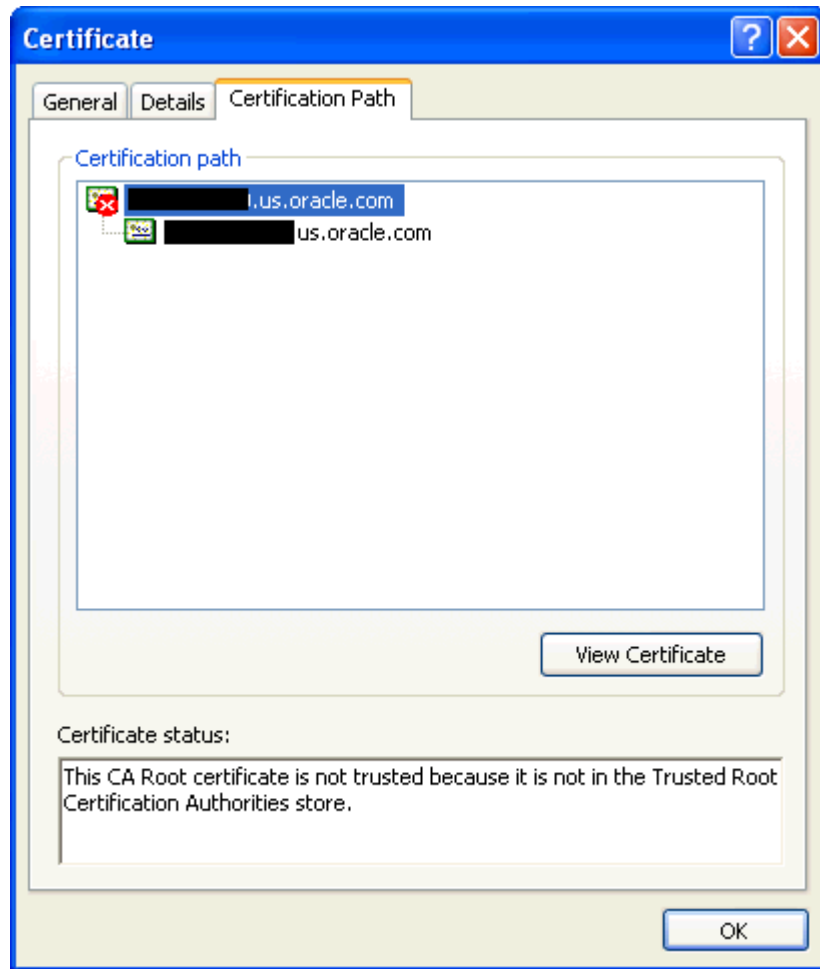 Certificate
General Details Certification Path
Certification path
.us.oracle.com
us.oracle.com
View Certificate
Certificate status:
This CA Root certificate is not trusted because it is not in the Trusted Root
Certification Authorities store.
OK